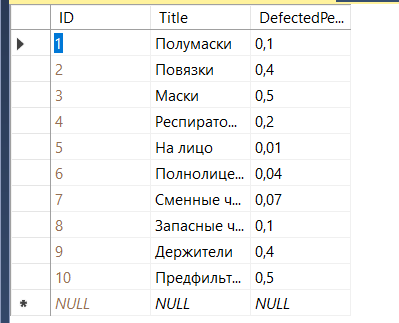 ID Title DefectedPe...
1 Полумаски 0,1
2 Повязки 0,4
3 Маски 0,5
4 Респирато... 0,2
5 На лицо 0,01
6 Полнолице... 0,04
7 Сменные ч... 0,07
8 Запасные ч... 0,1
9 Держители 0,4
10 Предфильт... 0,5
NULL NULL NULL